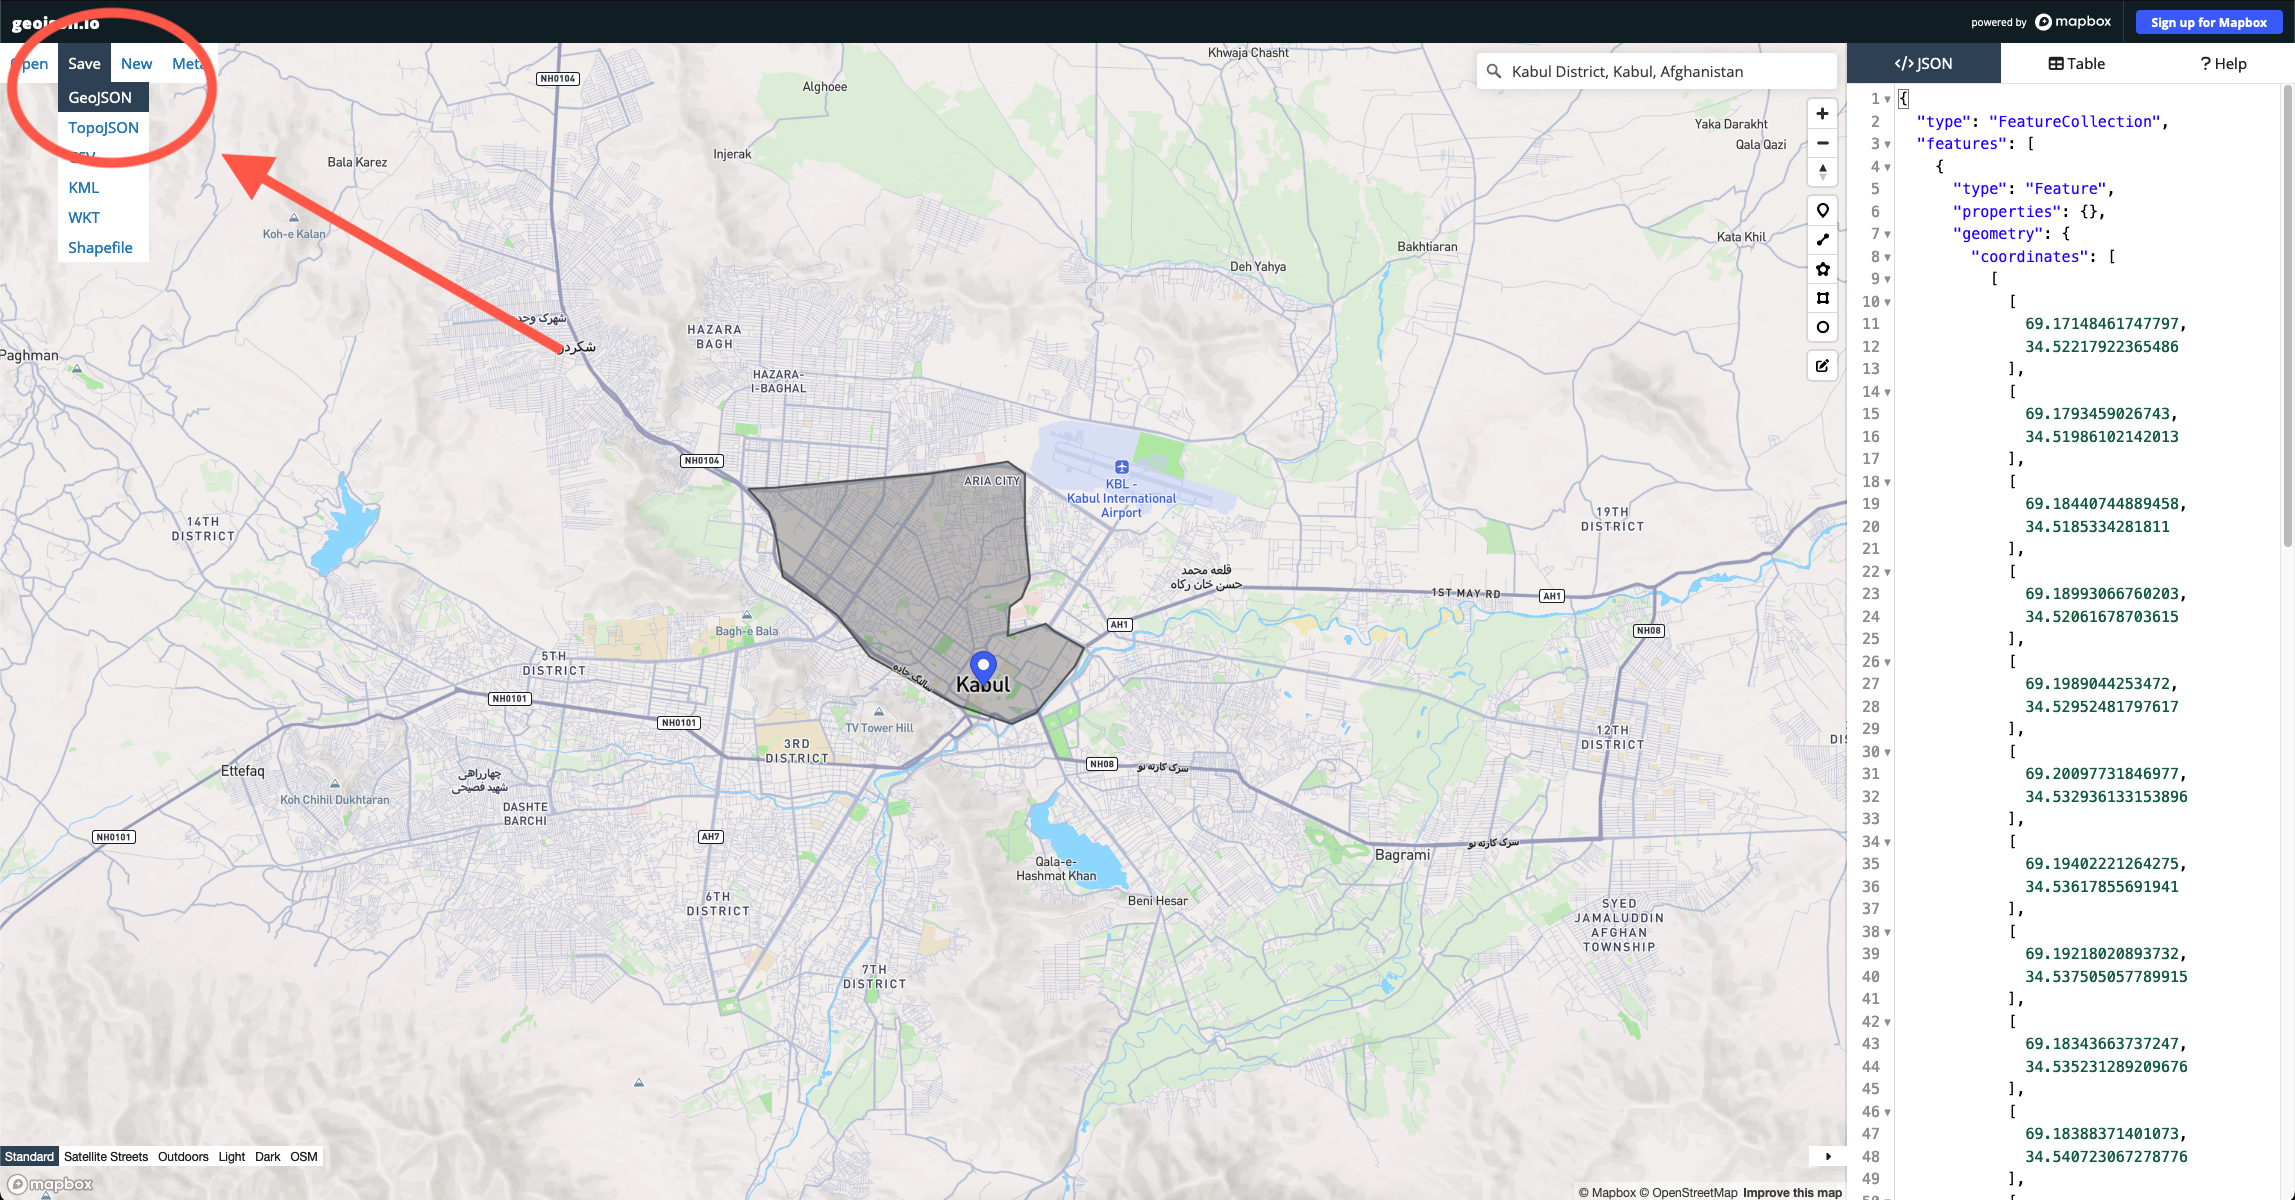 geojson.io
powered by mapbox
Sign up for Mapbox
Open
Save
New
Meta
GeoJSON
TopoJSON
CSV
KML
WKT
Shapefile
Kabul District, Kabul, Afghanistan
</> JSON
Table
? Help
Khwaja Chasht
NH0104
Alghoee
Yaka Darakht
Qala Qazi
Injerak
Bala Karez
Koh-e Kalan
Kata Khil
Bakhtiaran
Deh Yahya
شکردره
HAZARA
BAGH
Paghman
HAZARA-
I-BAGHAL
NH0104
ARIA CITY
KBL -
Kabul International
Airport
14TH
DISTRICT
19TH
DISTRICT
قلعه محمد
حسن خان رکاه
1ST MAY RD
AH1
AH1
NH08
Bagh-e Bala
5TH
DISTRICT
سالنگ جاده
Kabul
NH0101
NH0101
TV Tower Hill
3RD
DISTRICT
12TH
DISTRICT
NH08
سرک کارته نو
Ettefaq
چهارراهی
شهید فصیحی
Koh Chihil Dukhtaran
DASHTE
BARCHI
NH0101
AH7
سرک کارته نو
Bagrami
Qala-e-
Hashmat Khan
Beni Hesar
6TH
DISTRICT
SYED
JAMALUDDIN
AFGHAN
TOWNSHIP
7TH
DISTRICT
Standard
Satellite Streets
Outdoors
Light
Dark
OSM
mapbox
© Mapbox © OpenStreetMap Improve this map
1 {
2 "type": "FeatureCollection",
3 "features": [
4 {
5 "type": "Feature",
6 "properties": {},
7 "geometry": {
8 "coordinates": [
9 [
10 [
11 69.17148461747797,
12 34.52217922365486
13 ],
14 [
15 69.1793459026743,
16 34.51986102142013
17 ],
18 [
19 69.18440744889458,
20 34.5185334281811
21 ],
22 [
23 69.18993066760203,
24 34.52061678703615
25 ],
26 [
27 69.1989044253472,
28 34.52952481797617
29 ],
30 [
31 69.20097731846977,
32 34.532936133153896
33 ],
34 [
35 69.19402221264275,
36 34.53617855691941
37 ],
38 [
39 69.19218020893732,
40 34.537505057789915
41 ],
42 [
43 69.18343663737247,
44 34.535231289209676
45 ],
46 [
47 69.18388371401073,
48 34.540723067278776
49 ],